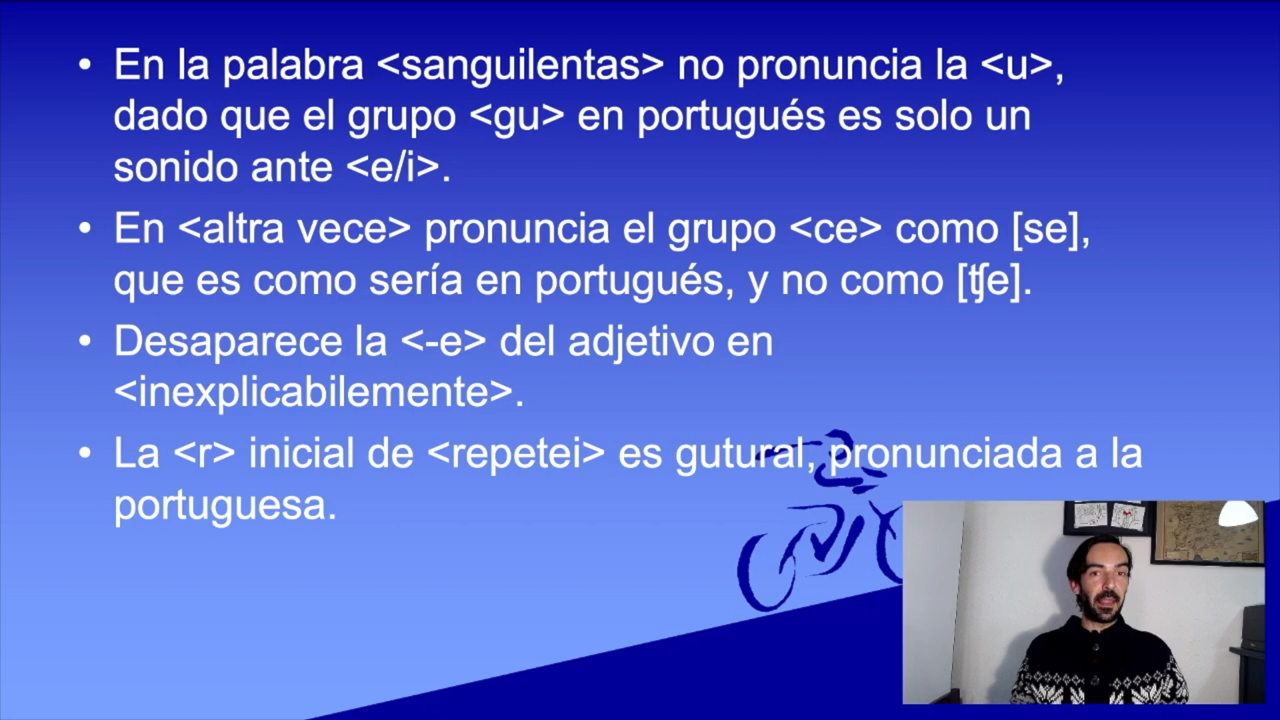 • En la palabra <sanguilentas> no pronuncia la <u>,
dado que el grupo <gu> en portugués es solo un
sonido ante <e/i>.
• En <altra vece> pronuncia el grupo <ce> como [se],
que es como sería en portugués, y no como [ʧe].
• Desaparece la <-e> del adjetivo en
<inexplicabilemente>.
• La <r> inicial de <repetei> es gutural, pronunciada a la
portuguesa.